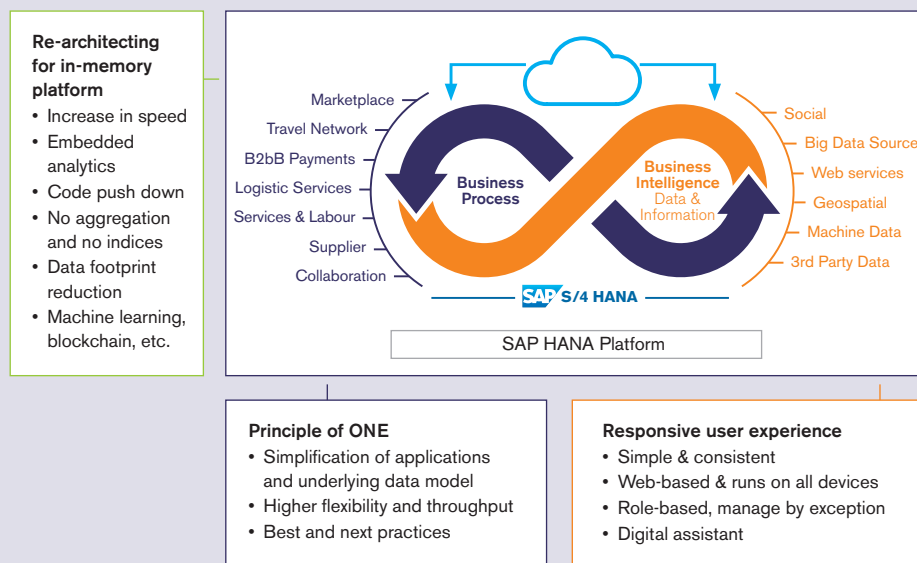 Re-architecting
for in-memory
platform
• Increase in speed
• Embedded
analytics
• Code push down
• No aggregation
and no indices
• Data footprint
reduction
• Machine learning,
blockchain, etc.
Marketplace
Travel Network
B2bB Payments
Logistic Services
Services & Labour
Supplier
Collaboration
Business
Process
Business
Intelligence
Data &
Information
Social
Big Data Source
Web services
Geospatial
Machine Data
3rd Party Data
SAP S/4 HANA
SAP HANA Platform
Principle of ONE
• Simplification of applications
and underlying data model
• Higher flexibility and throughput
• Best and next practices
Responsive user experience
• Simple & consistent
• Web-based & runs on all devices
• Role-based, manage by exception
• Digital assistant